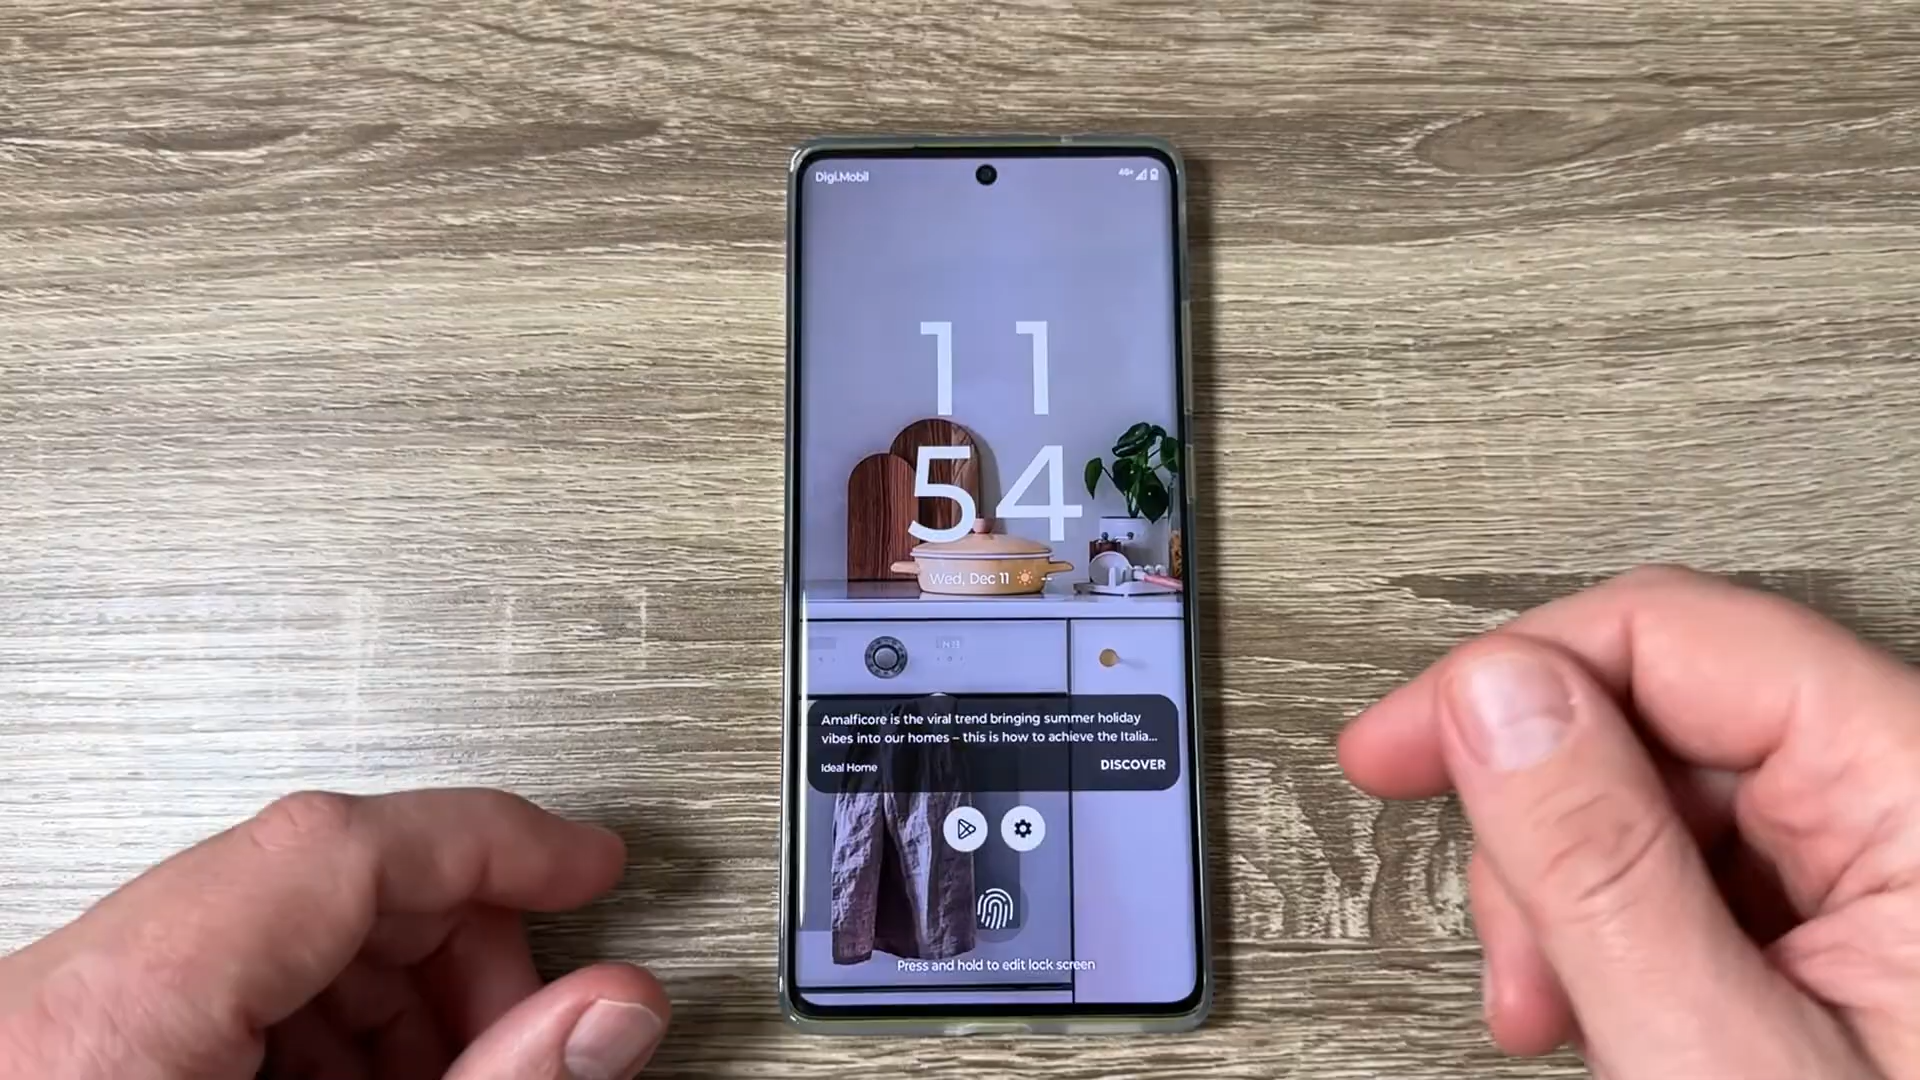 Digi.Mobil
4G+
11
54
Wed, Dec 11 --
Amalficore is the viral trend bringing summer holiday
vibes into our homes – this is how to achieve the Italia...
Ideal Home
DISCOVER
Press and hold to edit lock screen